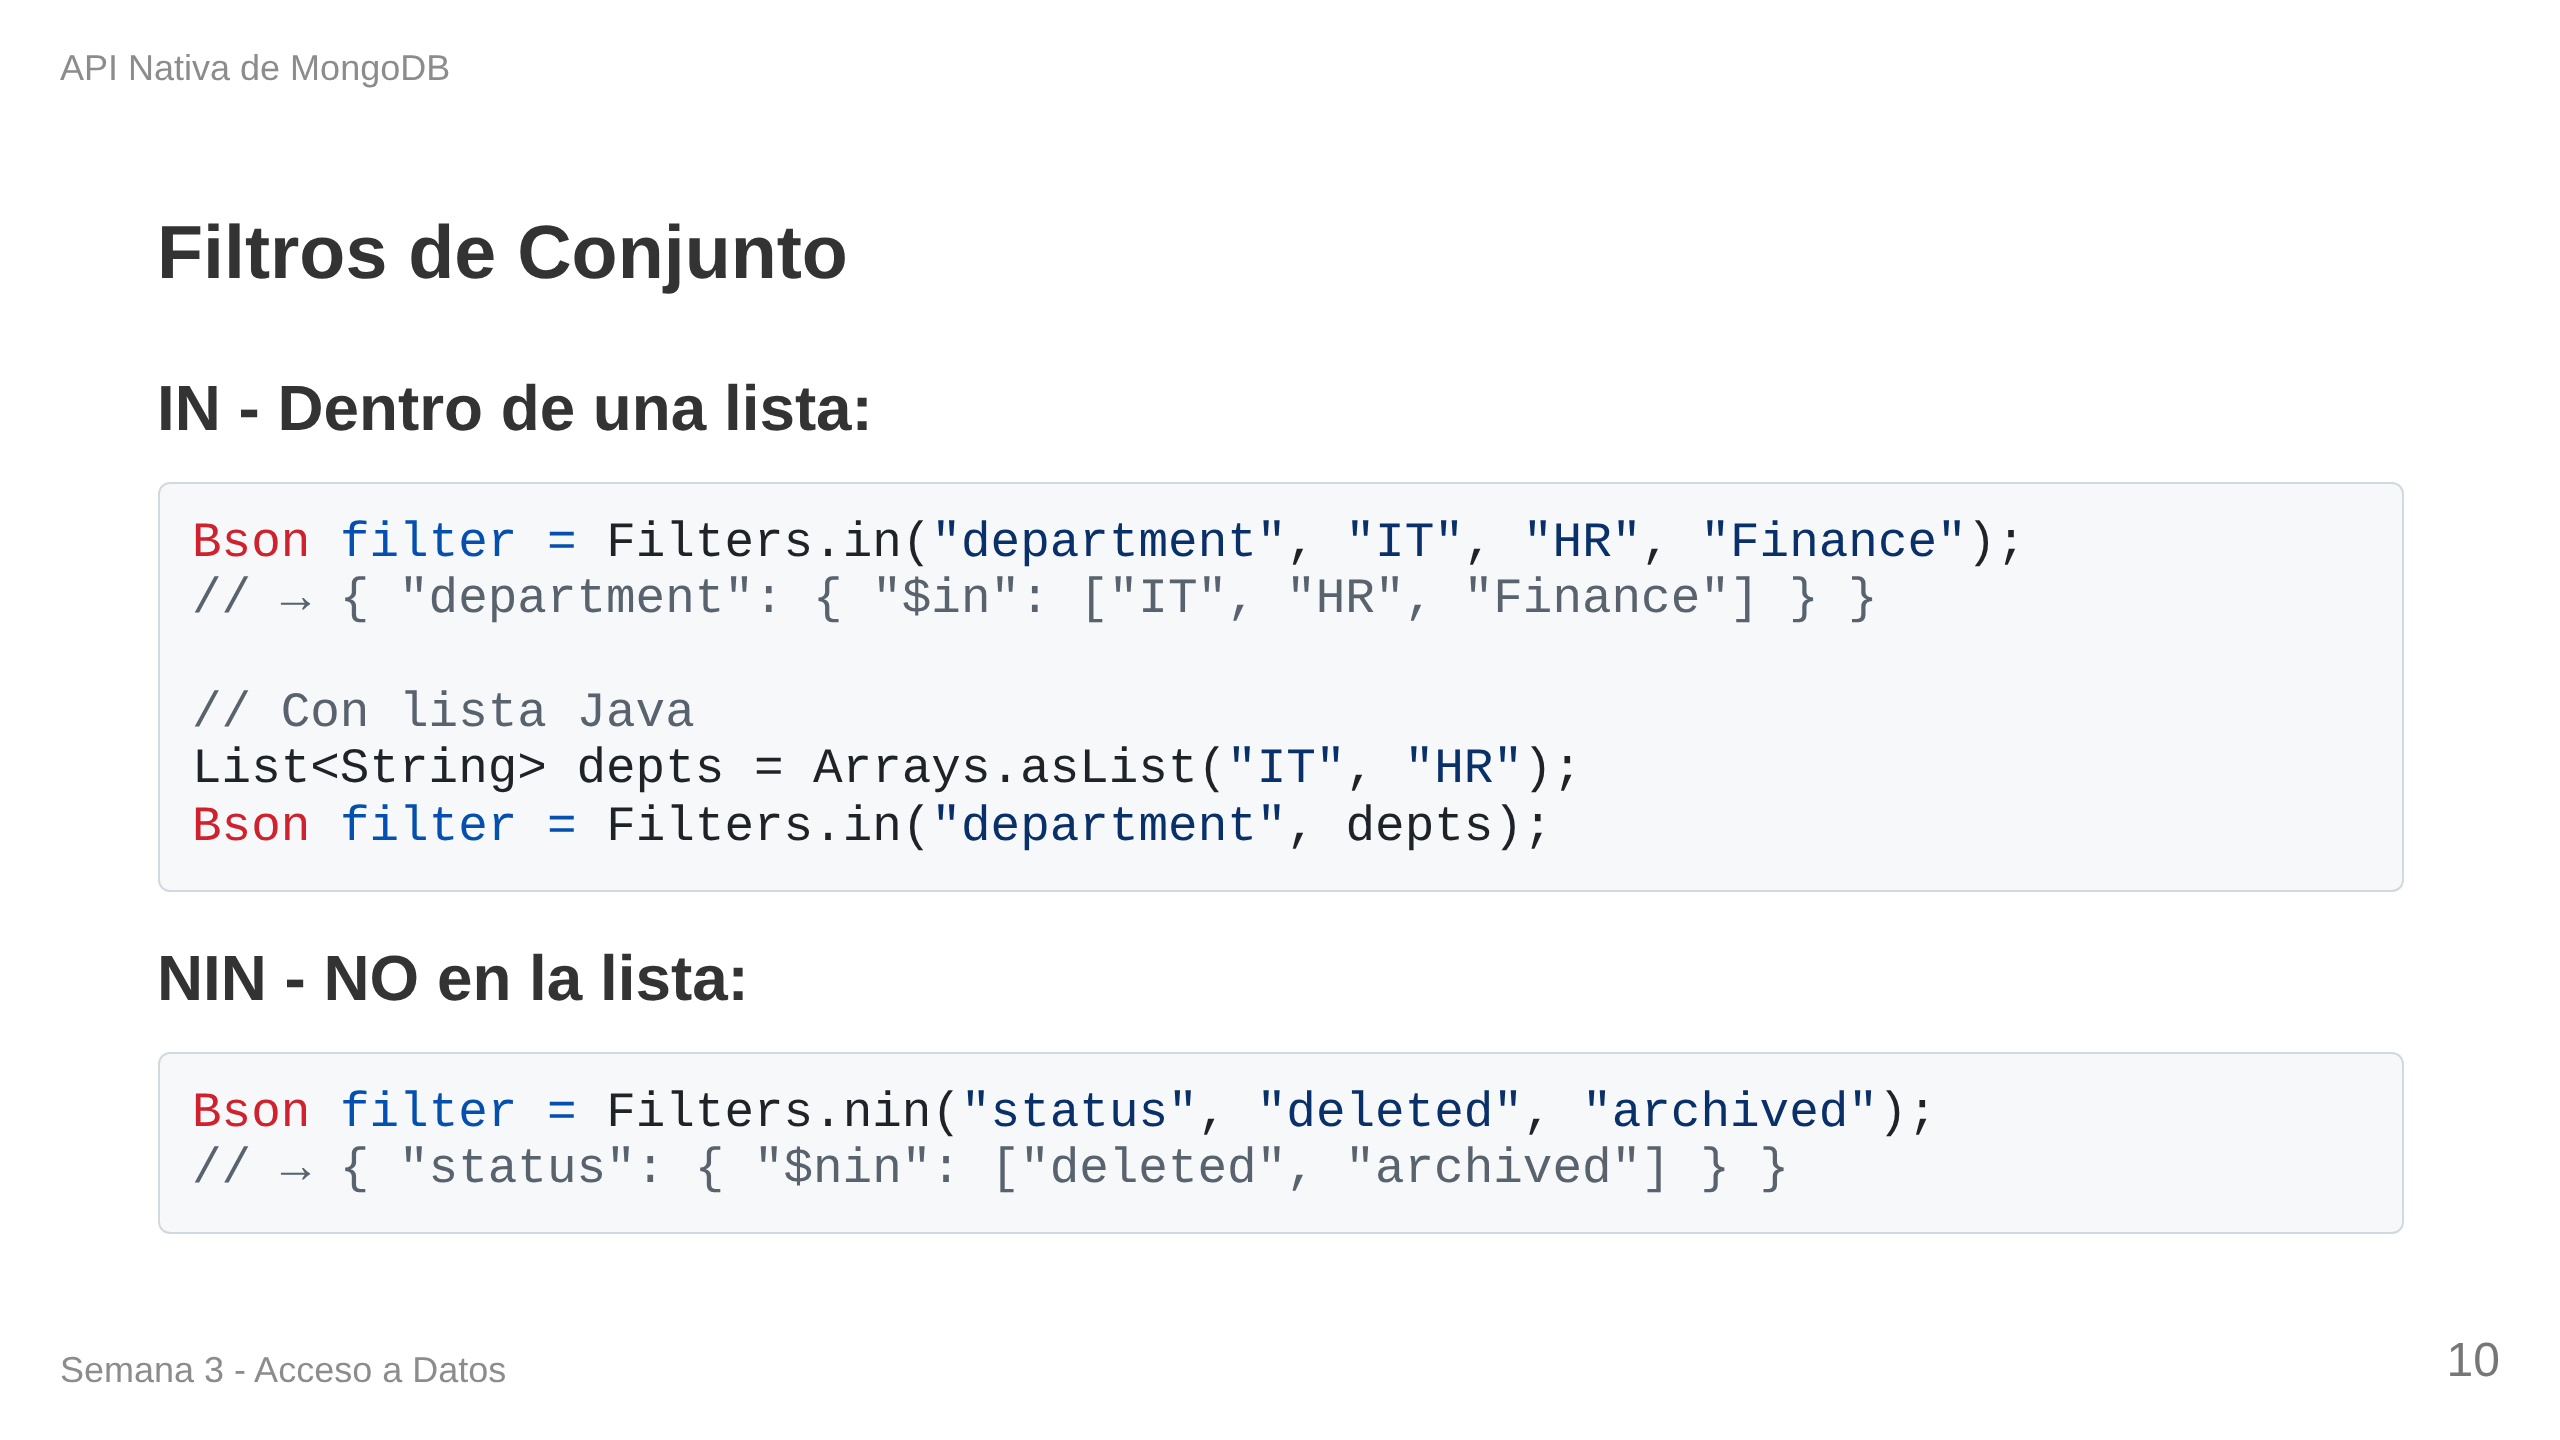 API Nativa de MongoDB
Filtros de Conjunto
IN - Dentro de una lista:
Bson filter = Filters.in("department", "IT", "HR", "Finance");
// → { "department": { "$in": ["IT", "HR", "Finance"] } }
// Con lista Java
List<String> depts = Arrays.asList("IT", "HR");
Bson filter = Filters.in("department", depts);
NIN - NO en la lista:
Bson filter = Filters.nin("status", "deleted", "archived");
// → { "status": { "$nin": ["deleted", "archived"] } }
Semana 3 - Acceso a Datos
10